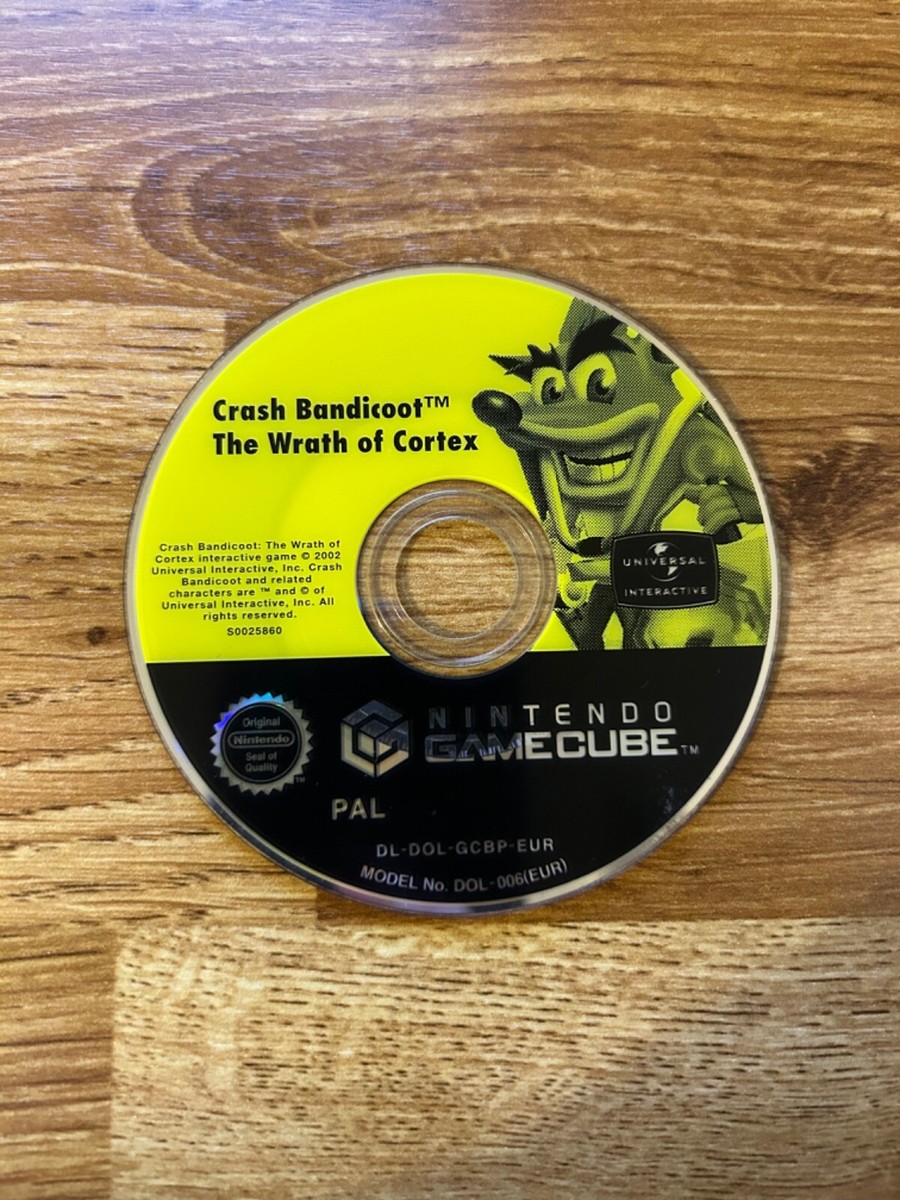 Crash Bandicoot™
The Wrath of Cortex
Crash Bandicoot: The Wrath of
Cortex interactive game © 2002
Universal Interactive, Inc. Crash
Bandicoot and related
characters are ™ and © of
Universal Interactive, Inc. All
rights reserved.
S0025860
UNIVERSAL
INTERACTIVE
Original
Nintendo
Seal of
Quality
TM
NINTENDO
GAMECUBE™
PAL
DL-DOL-GCBP-EUR
MODEL No. DOL-006(EUR)